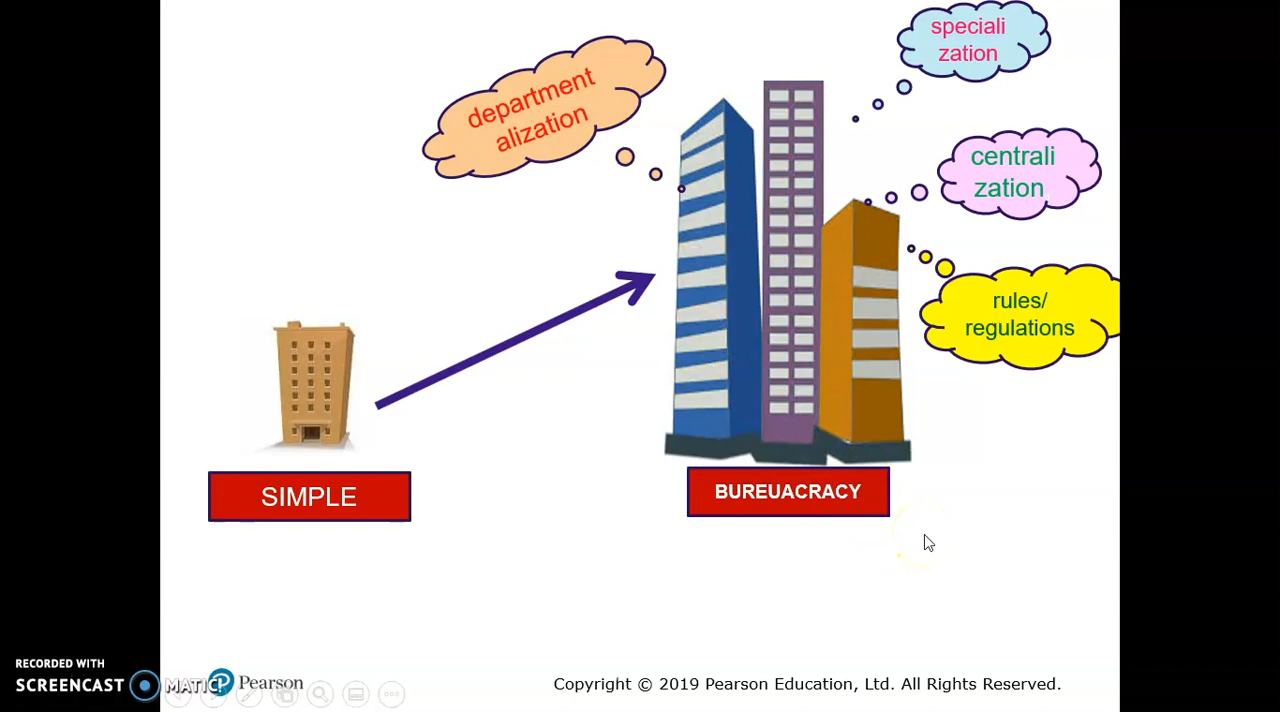 speciali
zation
department
alization
centrali
zation
rules/
regulations
SIMPLE
BUREUACRACY
RECORDED WITH
SCREENCAST MATIC
Pearson
Copyright © 2019 Pearson Education, Ltd. All Rights Reserved.